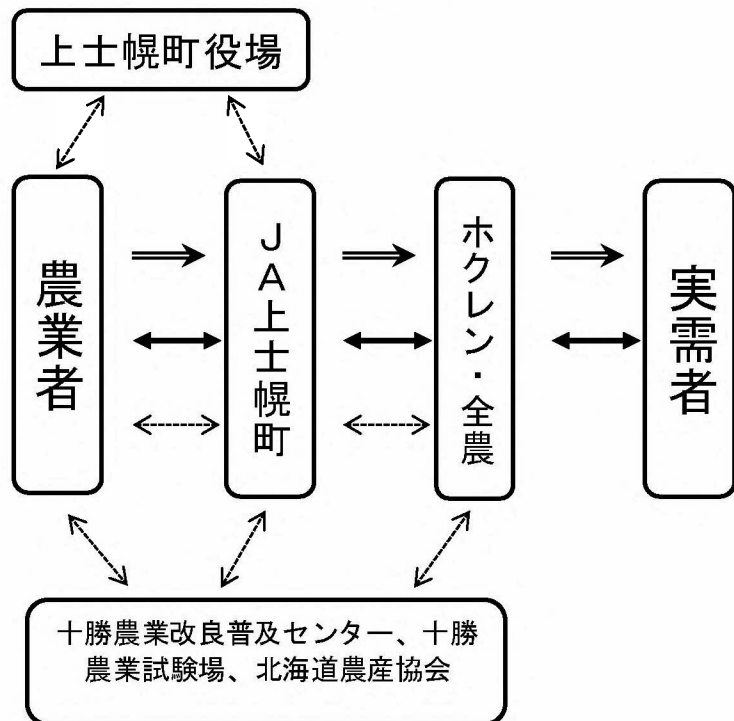 上士幌町役場
農業者
JA上士幌町
ホクレン・全農
実需者
十勝農業改良普及センター、十勝
農業試験場、北海道農産協会